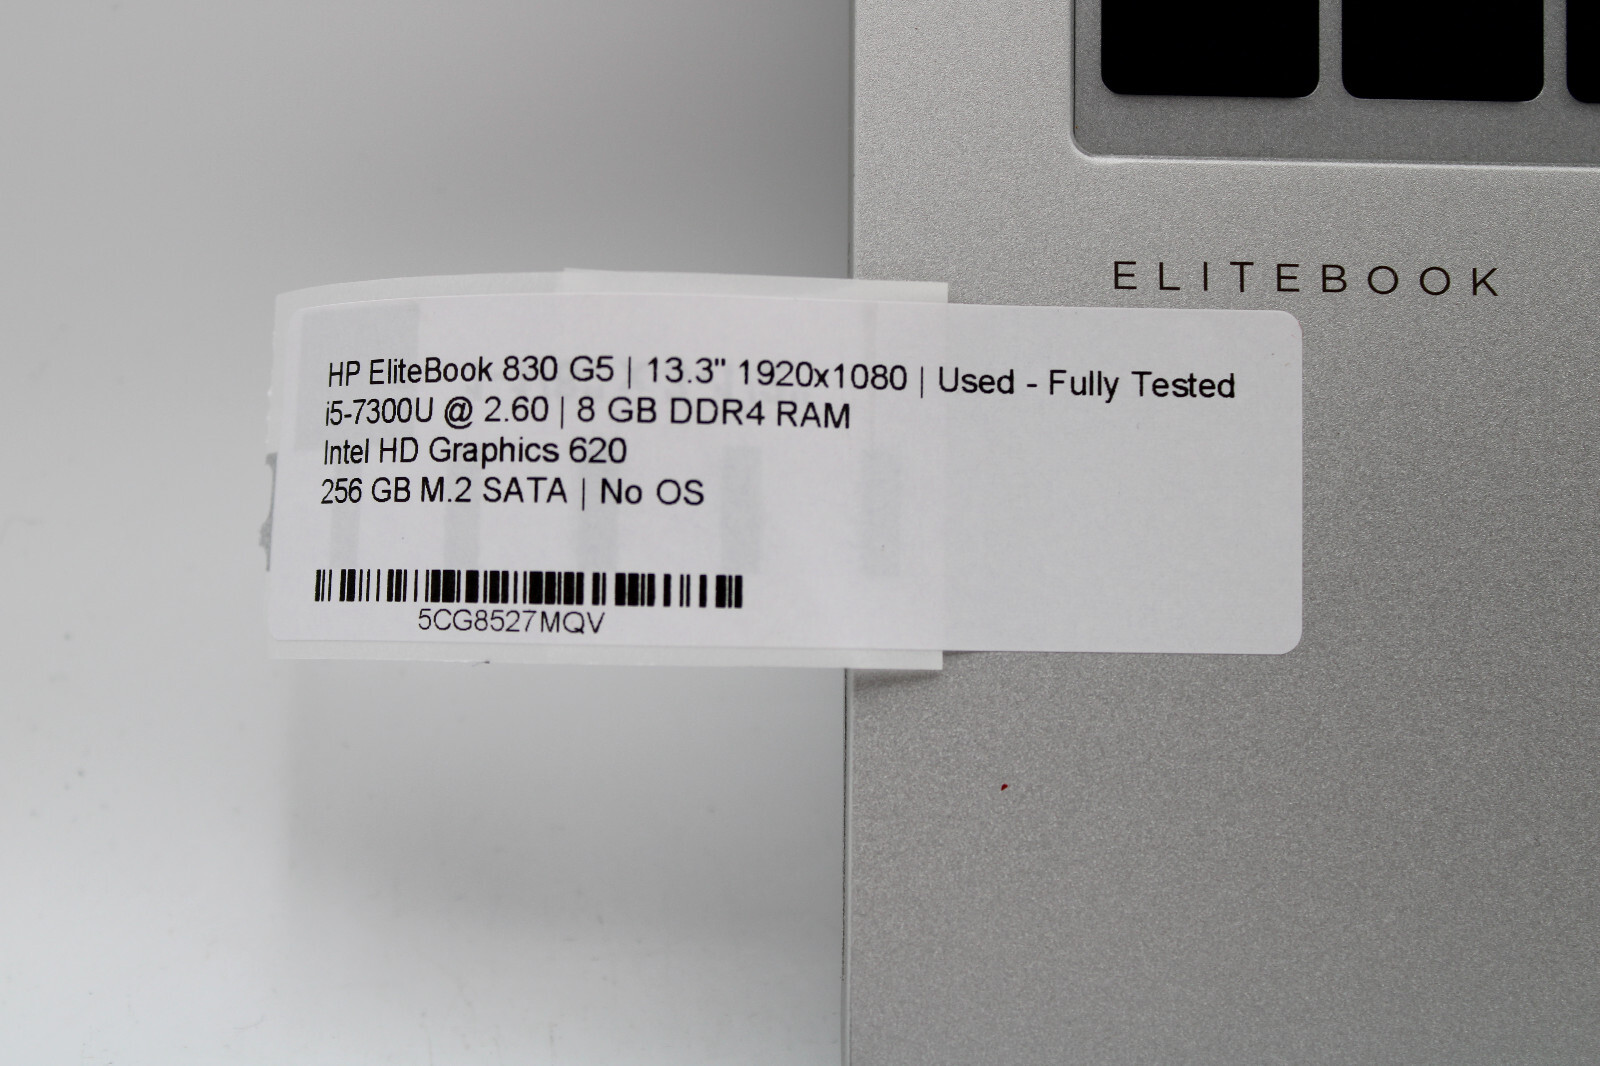 ELITEBOOK
HP EliteBook 830 G5 | 13.3" 1920x1080 | Used - Fully Tested
i5-7300U @ 2.60 | 8 GB DDR4 RAM
Intel HD Graphics 620
256 GB M.2 SATA | No OS
5CG8527MQV